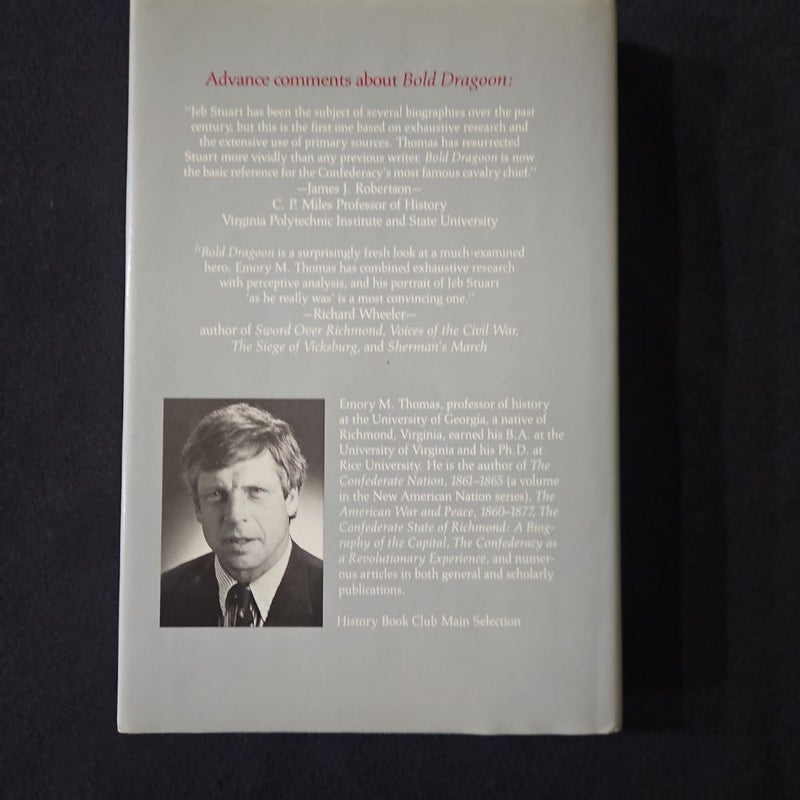 Advance comments about Bold Dragoon:
"Jeb Stuart has been the subject of several biographies over the past
century, but this is the first one based on exhaustive research and
the extensive use of primary sources. Thomas has resurrected
Stuart more vividly than any previous writer. Bold Dragoon is now
the basic reference for the Confederacy's most famous cavalry chief."
—James J. Robertson—
C. P. Miles Professor of History
Virginia Polytechnic Institute and State University
"Bold Dragoon is a surprisingly fresh look at a much-examined
hero. Emory M. Thomas has combined exhaustive research
with perceptive analysis, and his portrait of Jeb Stuart
'as he really was' is a most convincing one."
—Richard Wheeler—
author of Sword Over Richmond, Voices of the Civil War,
The Siege of Vicksburg, and Sherman's March
Emory M. Thomas, professor of history
at the University of Georgia, a native of
Richmond, Virginia, earned his B.A. at the
University of Virginia and his Ph.D. at
Rice University. He is the author of The
Confederate Nation, 1861–1865 (a volume
in the New American Nation series), The
American War and Peace, 1860–1877, The
Confederate State of Richmond: A Biog-
raphy of the Capital, The Confederacy as
a Revolutionary Experience, and numer-
ous articles in both general and scholarly
publications.
History Book Club Main Selection